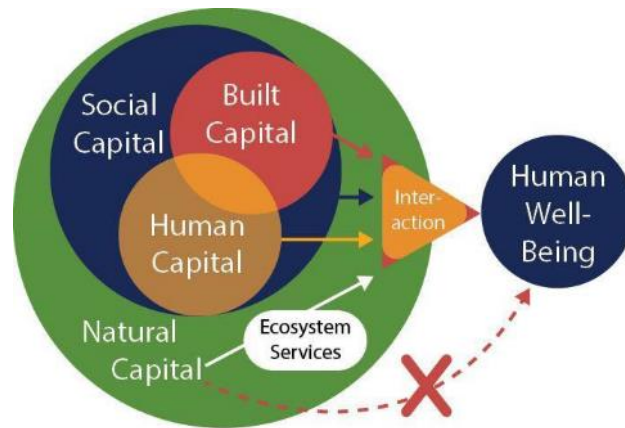 Social
Capital
Built
Capital
Human
Capital
Natural
Capital
Ecosystem
Services
Inter-
action
Human
Well-
Being